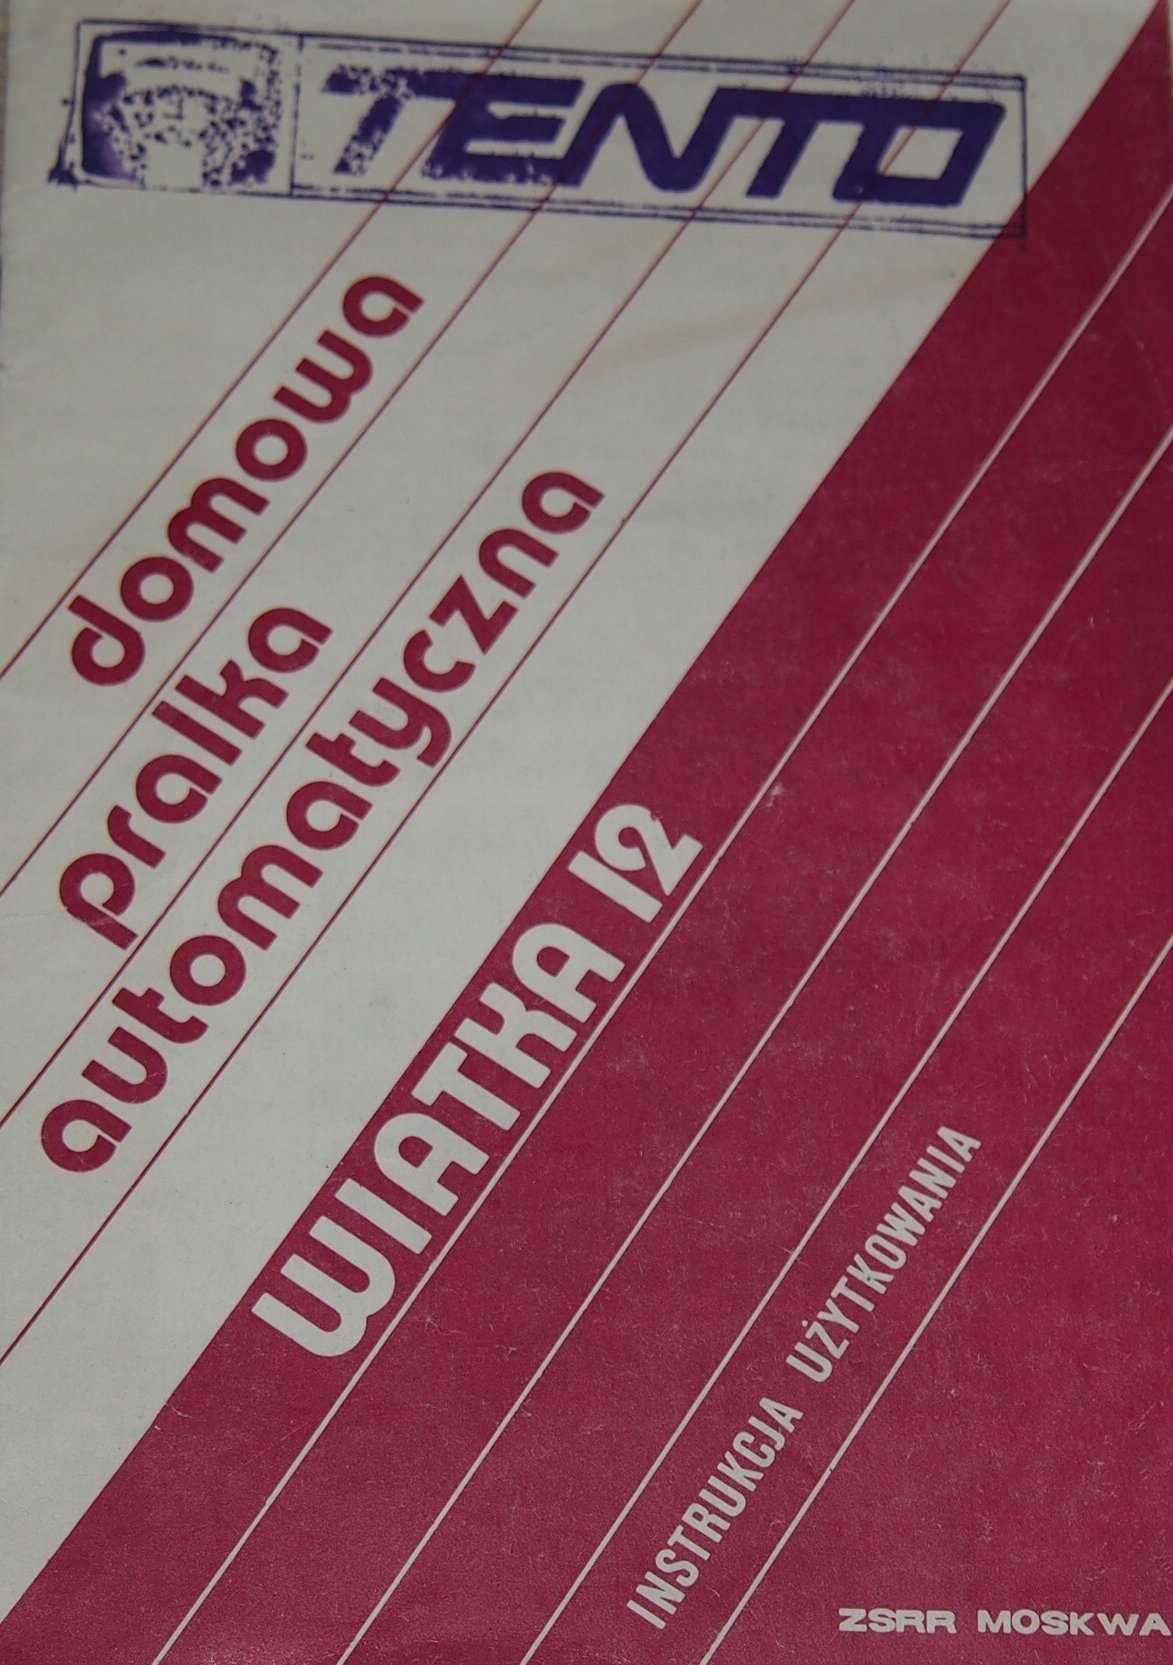 TENTO
domowa
pralka
automatyczna
WIATKA 12
INSTRUKCJA UŻYTKOWANIA
ZSRR MOSKWA